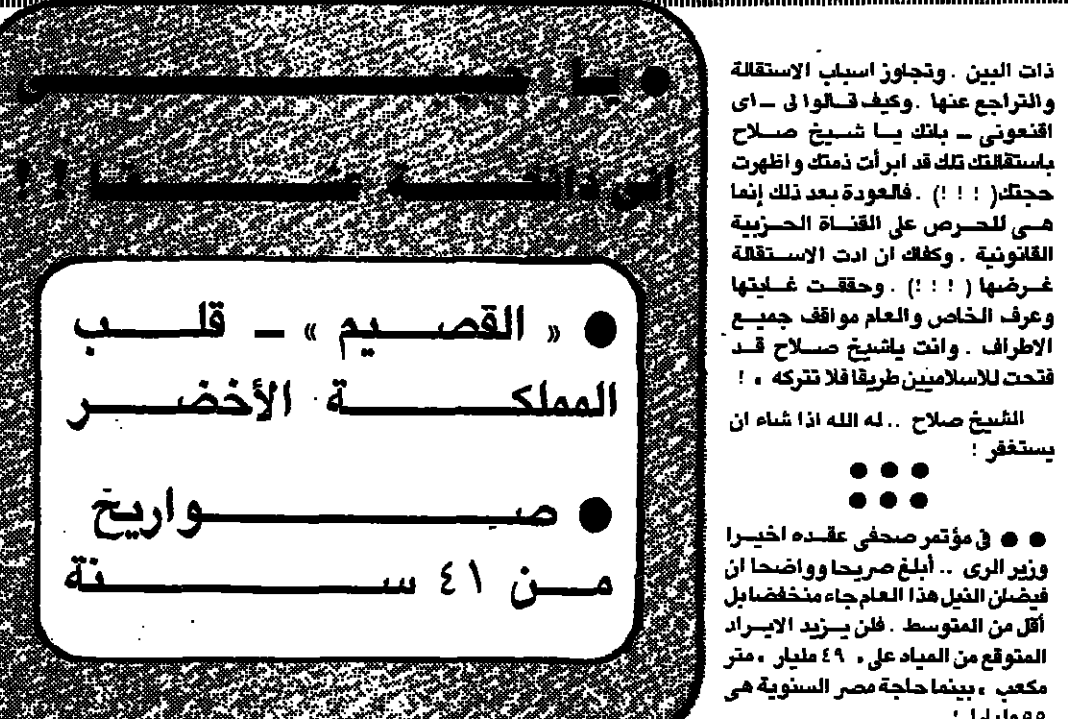 ذات البين . وتجاوز اسباب الاستقالة
والتراجع عنها . وكيف قالوا لى ــ اى
اقنعونى ــ بانك يا شيخ صلاح
باستقالتك تلك قد ابرأت ذمتك واظهرت
حجتك( ! ! !) . فالعودة بعد ذلك إنما
هى للحرص على القناة الحزبية
القانونية . وكفاك ان ادت الاستقالة
غرضها ( ! ! !) . وحققت غايتها
وعرف الخاص والعام مواقف جميع
الاطراف . وانت ياشيخ صلاح قد
فتحت للاسلاميين طريقا فلا تتركه » !
الشيخ صلاح .. له الله اذا شاء ان
يستغفر !
● ● فى مؤتمر صحفى عقده اخيرا
وزير الرى .. أبلغ صريحا وواضحا ان
فيضان النيل هذا العام جاء منخفضا بل
أقل من المتوسط . فلن يزيد الايراد
المتوقع من المياه على « ٤٩ مليار » متر
مكعب ، بينما حاجة مصر السنوية هى
● « القصيم » ــ قلب
المملكة الأخضر
● صواريخ
من ٤١ سنة